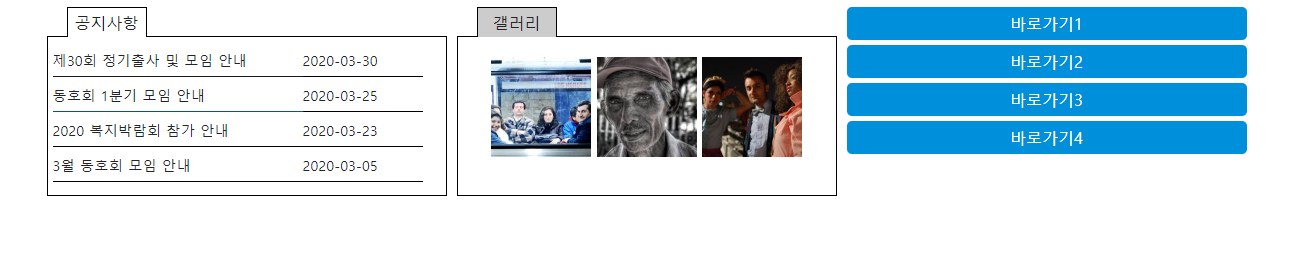 공지사항
제30회 정기출사 및 모임 안내 2020-03-30
동호회 1분기 모임 안내 2020-03-25
2020 복지박람회 참가 안내 2020-03-23
3월 동호회 모임 안내 2020-03-05
갤러리
바로가기1
바로가기2
바로가기3
바로가기4